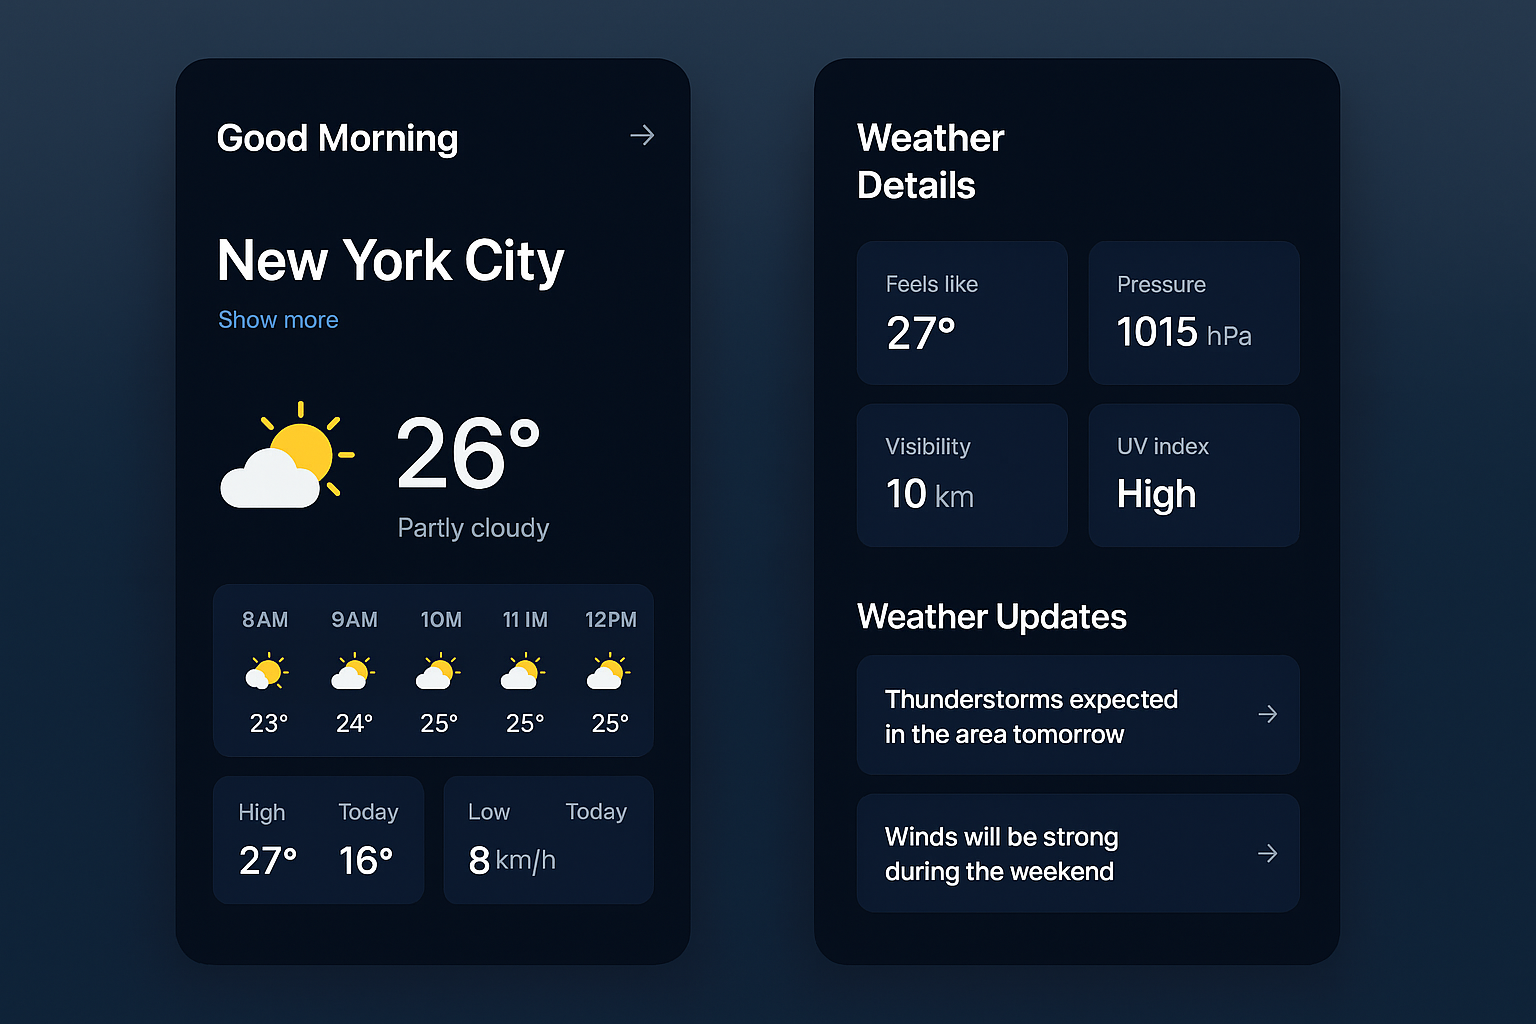 Good Morning →
New York City
Show more
26°
Partly cloudy
8AM 9AM 10M 11 IM 12PM
23° 24° 25° 25° 25°
High Today
27° 16°
Low Today
8 km/h
Weather
Details
Feels like
27°
Pressure
1015 hPa
Visibility
10 km
UV index
High
Weather Updates
Thunderstorms expected
in the area tomorrow
Winds will be strong
during the weekend